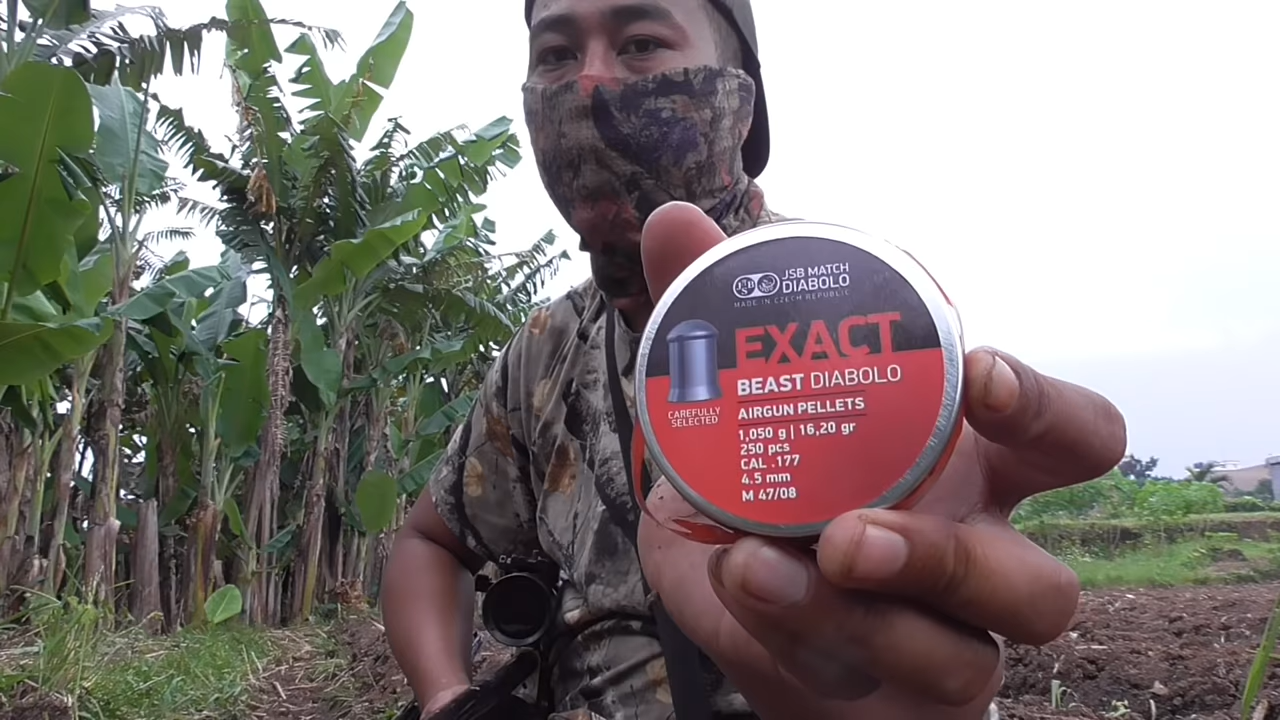 JSB
JSB MATCH
DIABOLO
MADE IN CZECH REPUBLIC
EXACT
BEAST DIABOLO
CAREFULLY
SELECTED
AIRGUN PELLETS
1,050 g | 16,20 gr
250 pcs
CAL .177
4.5 mm
M 47/08